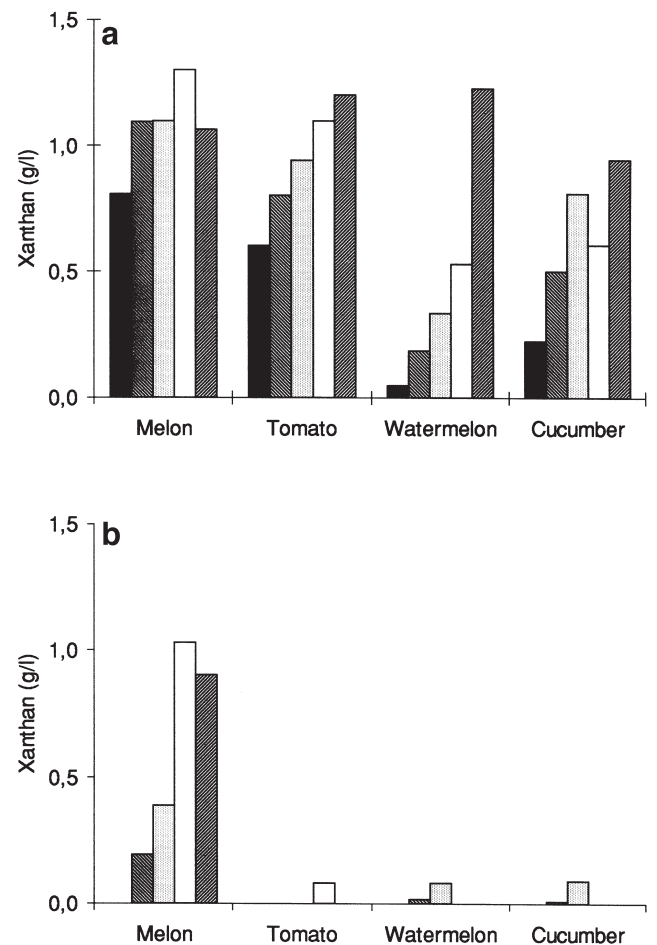 a
1,5
1,0
0,5
0,0
Xanthan (g/l)
Melon Tomato Watermelon Cucumber
b
1,5
1,0
0,5
0,0
Xanthan (g/l)
Melon Tomato Watermelon Cucumber